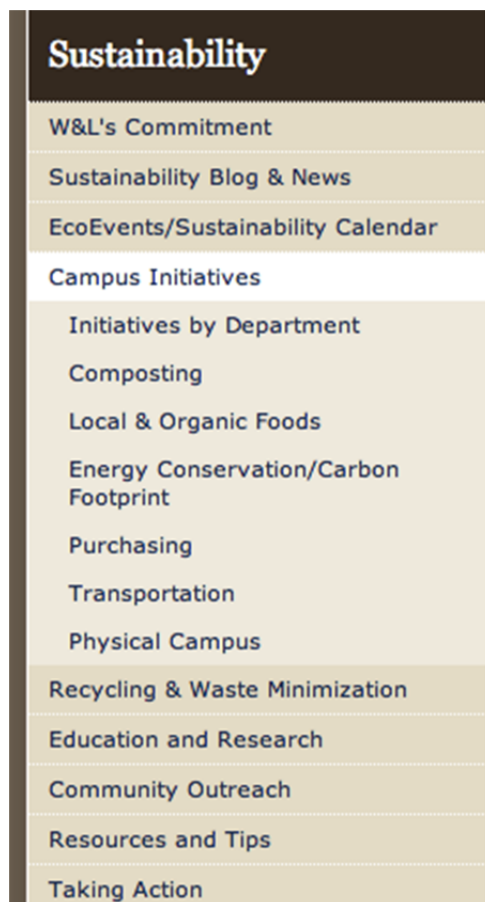 Sustainability
W&L's Commitment
Sustainability Blog & News
EcoEvents/Sustainability Calendar
Campus Initiatives
Initiatives by Department
Composting
Local & Organic Foods
Energy Conservation/Carbon
Footprint
Purchasing
Transportation
Physical Campus
Recycling & Waste Minimization
Education and Research
Community Outreach
Resources and Tips
Taking Action